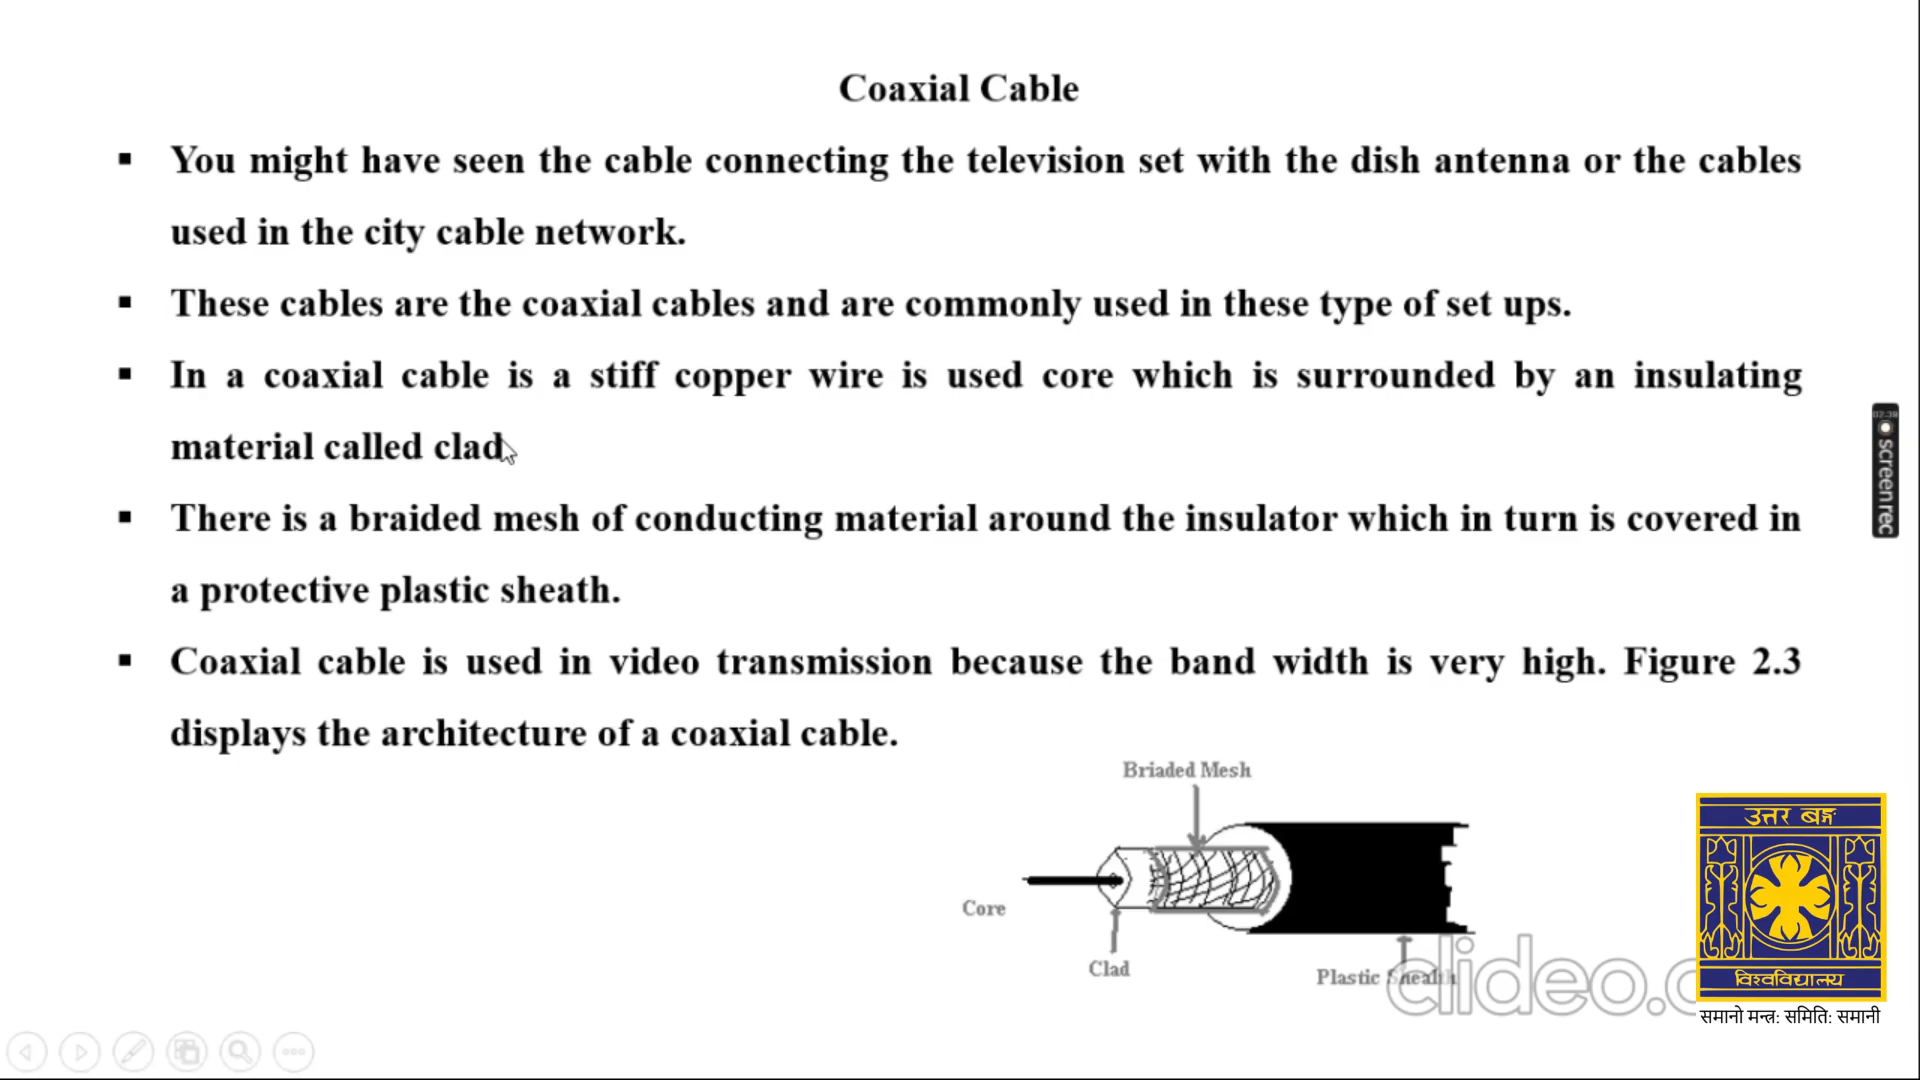 Coaxial Cable
▪ You might have seen the cable connecting the television set with the dish antenna or the cables
used in the city cable network.
▪ These cables are the coaxial cables and are commonly used in these type of set ups.
▪ In a coaxial cable is a stiff copper wire is used core which is surrounded by an insulating
material called clad
▪ There is a braided mesh of conducting material around the insulator which in turn is covered in
a protective plastic sheath.
▪ Coaxial cable is used in video transmission because the band width is very high. Figure 2.3
displays the architecture of a coaxial cable.
Briaded Mesh
Core
Clad
Plastic
clideo.c
उत्तर बङ्ग
विश्वविद्यालय
समानो मन्त्र: समिति: समानी
screenrec